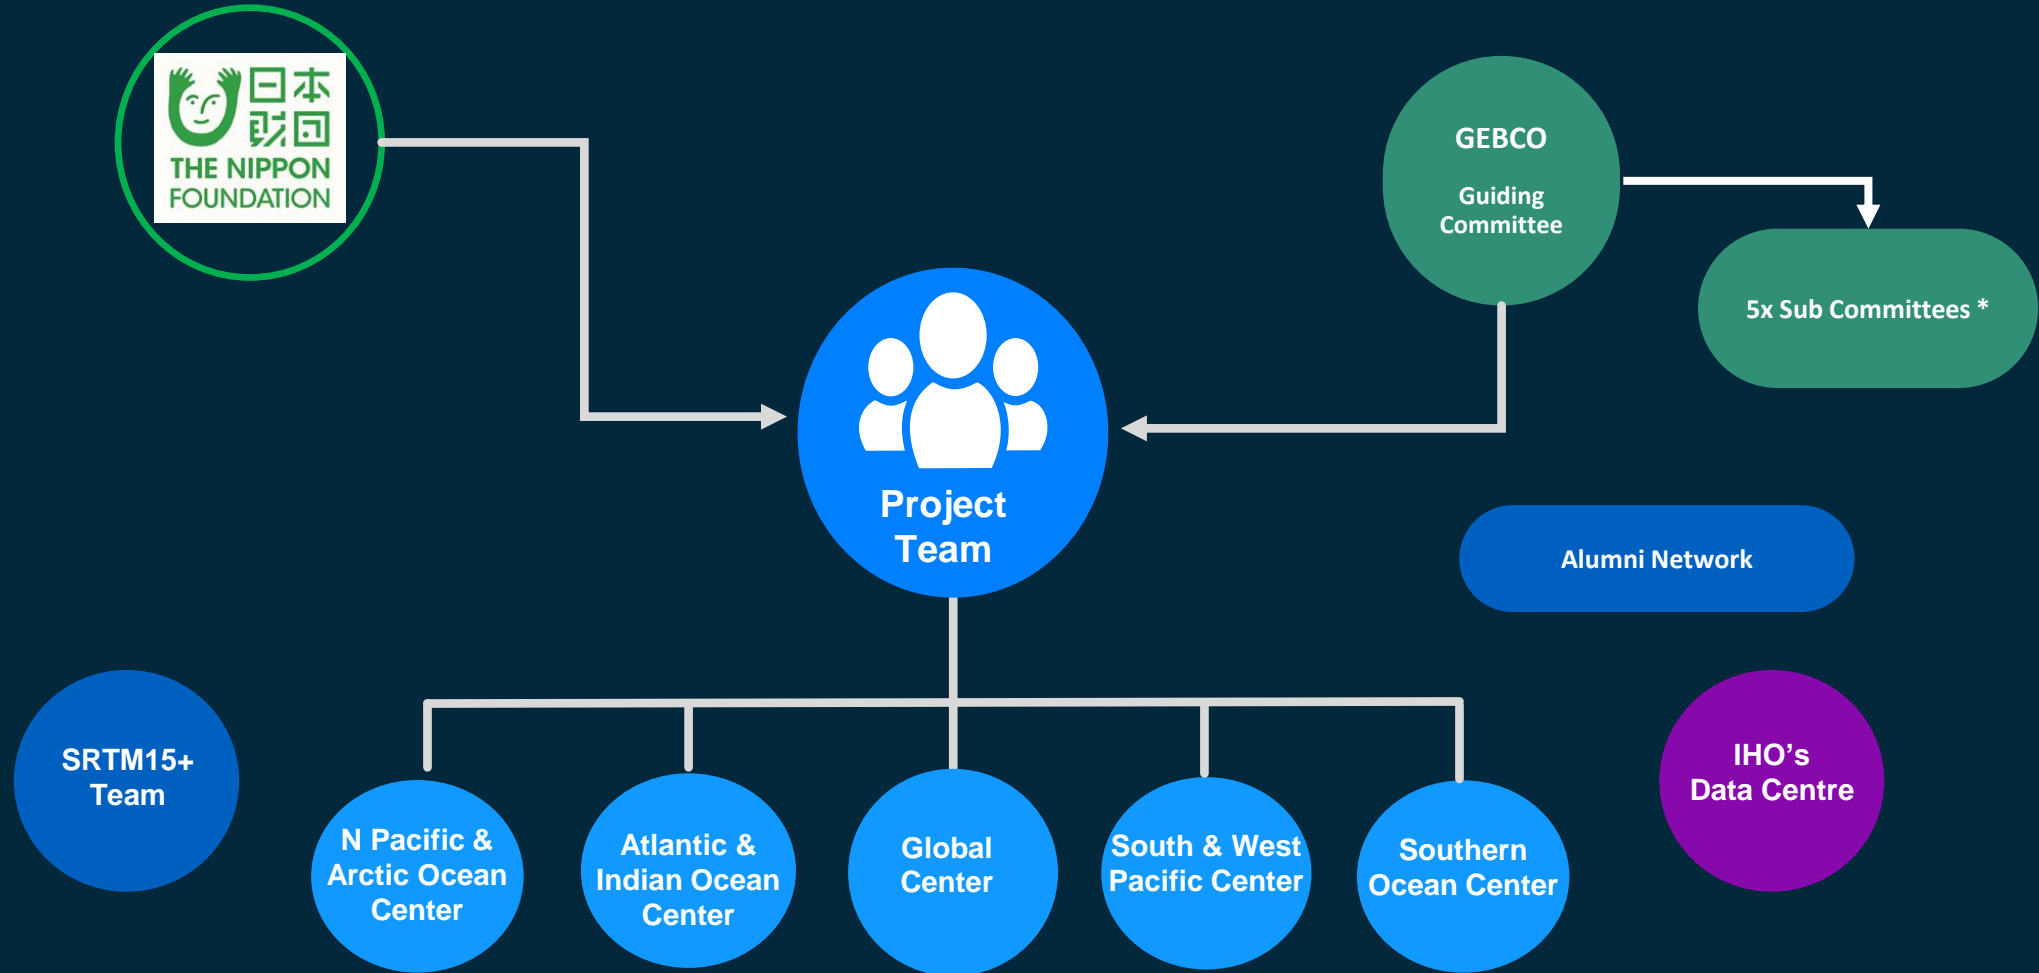 日本
財団
THE NIPPON
FOUNDATION
GEBCO
Guiding
Committee
5x Sub Committees *
Project
Team
Alumni Network
SRTM15+
Team
IHO’s
Data Centre
N Pacific &
Arctic Ocean
Center
Atlantic &
Indian Ocean
Center
Global
Center
South & West
Pacific Center
Southern
Ocean Center